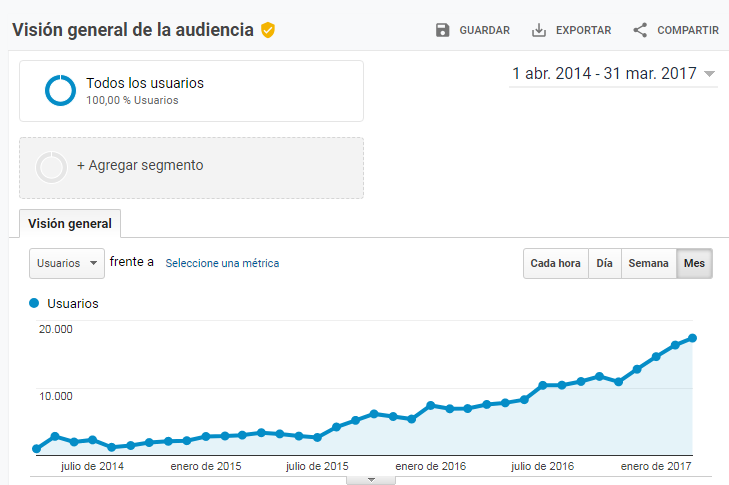 Visión general de la audiencia
GUARDAR EXPORTAR COMPARTIR
Todos los usuarios
100,00 % Usuarios
1 abr. 2014 - 31 mar. 2017
+ Agregar segmento
Visión general
Usuarios frente a Seleccione una métrica
Cada hora Día Semana Mes
Usuarios
20.000
10.000
julio de 2014 enero de 2015 julio de 2015 enero de 2016 julio de 2016 enero de 2017